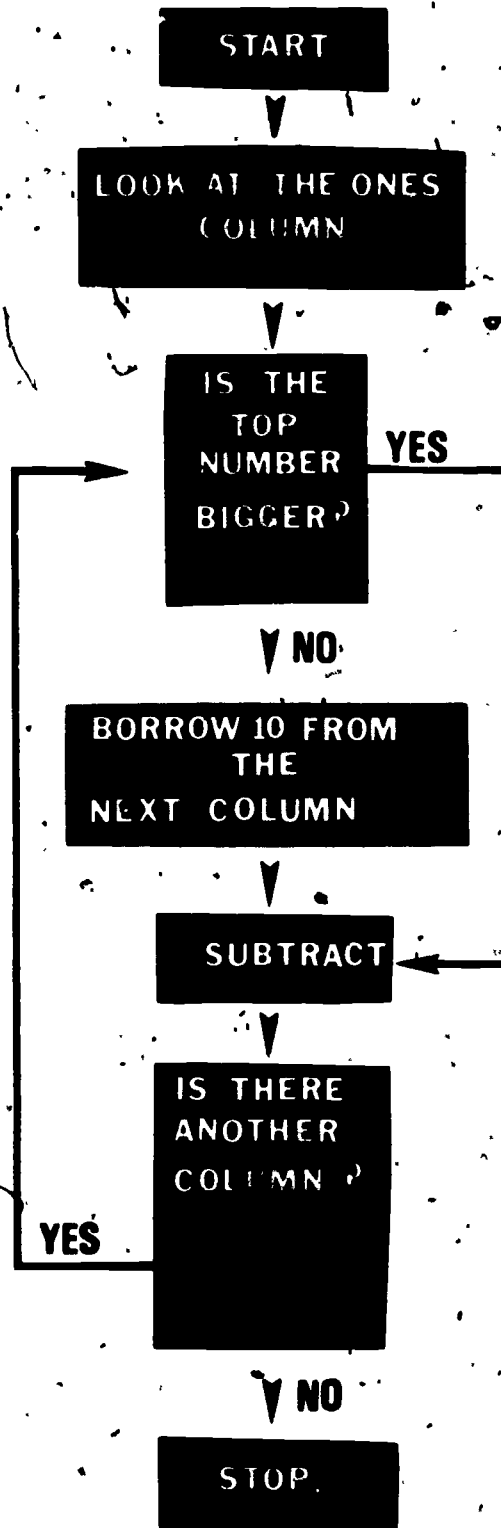 START
LOOK AT THE ONES
COLUMN
IS THE
TOP
NUMBER
BIGGER?
YES
NO
BORROW 10 FROM
THE
NEXT COLUMN
SUBTRACT
IS THERE
ANOTHER
COLUMN ?
YES
NO
STOP.